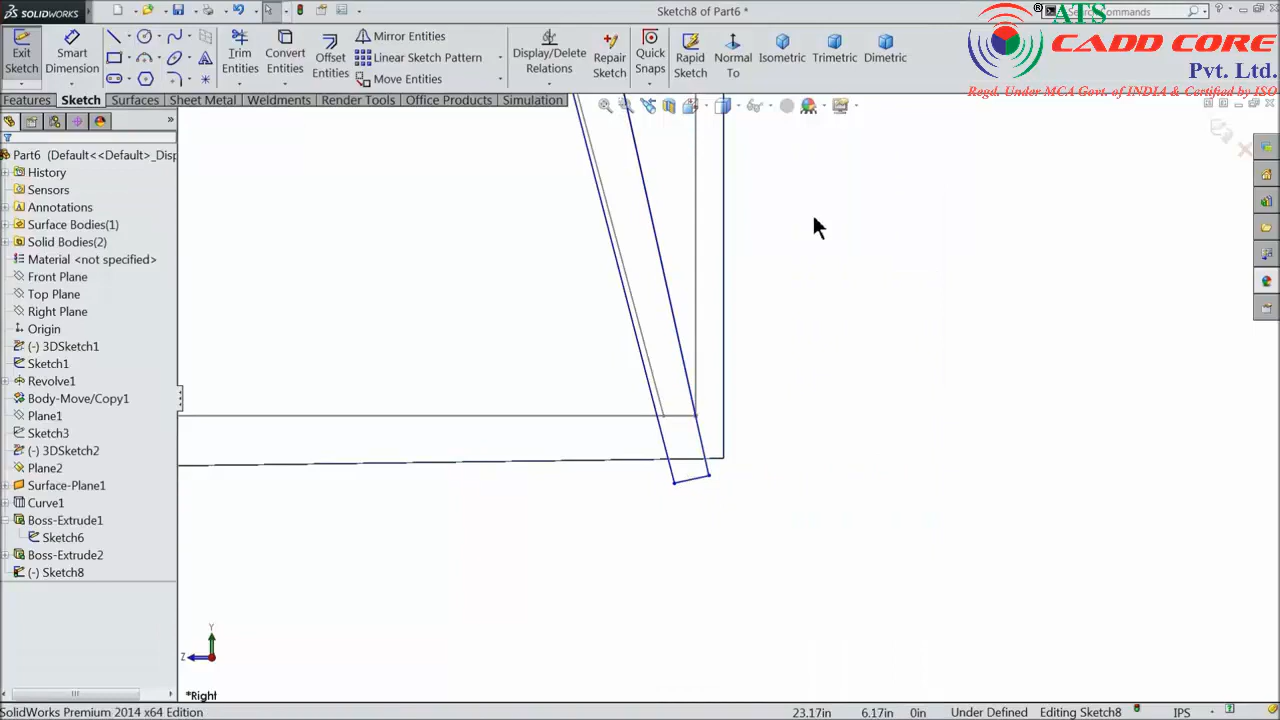 SOLIDWORKS
Sketch8 of Part6 *
ATS
CADD CORE
Pvt. Ltd.
Regd. Under MCA Govt. of INDIA & Certified by ISO
Exit Sketch
Smart Dimension
Trim Entities
Convert Entities
Offset Entities
Mirror Entities
Linear Sketch Pattern
Move Entities
Display/Delete Relations
Repair Sketch
Quick Snaps
Rapid Sketch
Normal To
Isometric
Trimetric
Dimetric
Features Sketch Surfaces Sheet Metal Weldments Render Tools Office Products Simulation
Part6 (Default<<Default>_Disp
History
Sensors
Annotations
Surface Bodies(1)
Solid Bodies(2)
Material <not specified>
Front Plane
Top Plane
Right Plane
Origin
(-) 3DSketch1
Sketch1
Revolve1
Body-Move/Copy1
Plane1
Sketch3
(-) 3DSketch2
Plane2
Surface-Plane1
Curve1
Boss-Extrude1
Sketch6
Boss-Extrude2
(-) Sketch8
Y
Z
*Right
SolidWorks Premium 2014 x64 Edition
23.17in 6.17in 0in Under Defined Editing Sketch8 IPS